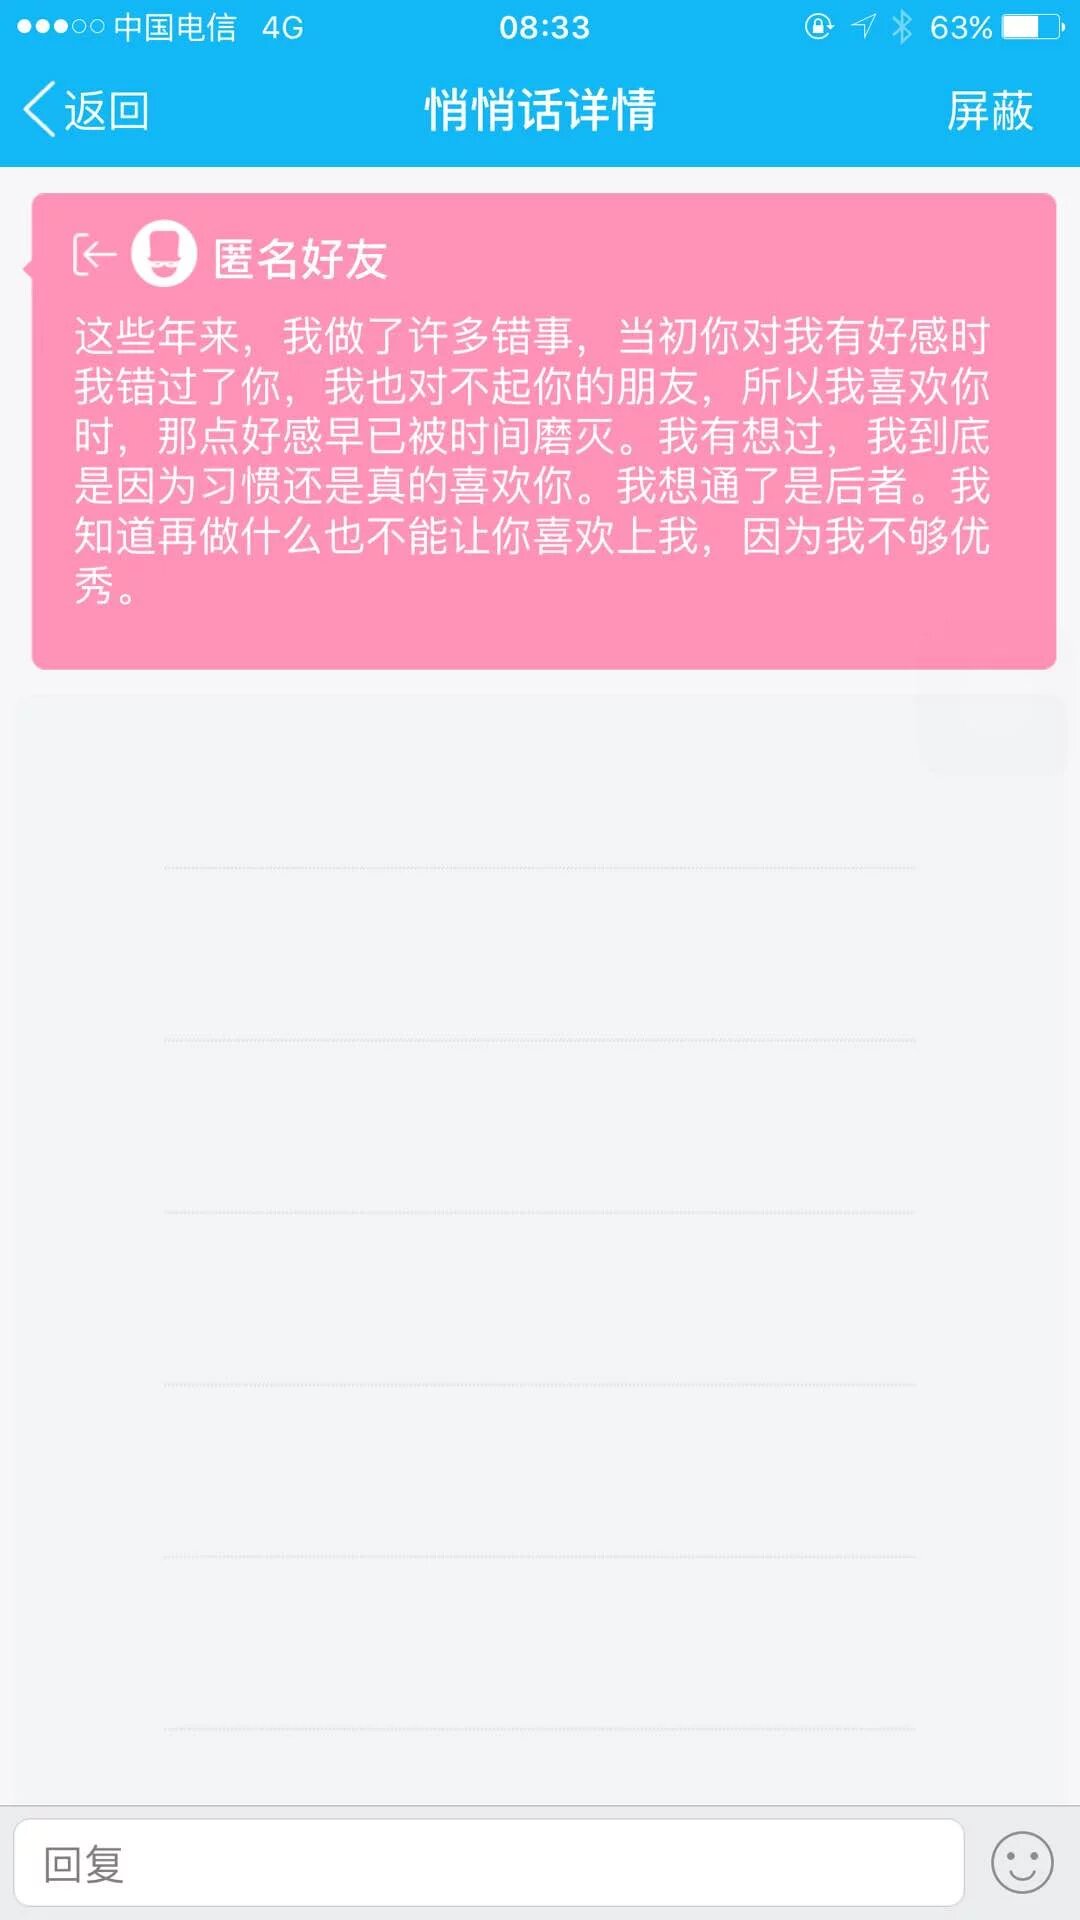 中国电信 4G 08:33 63%
返回 悄悄话详情 屏蔽
匿名好友
这些年来，我做了许多错事，当初你对我有好感时
我错过了你，我也对不起你的朋友，所以我喜欢你
时，那点好感早已被时间磨灭。我有想过，我到底
是因为习惯还是真的喜欢你。我想通了是后者。我
知道再做什么也不能让你喜欢上我，因为我不够优
秀。
回复